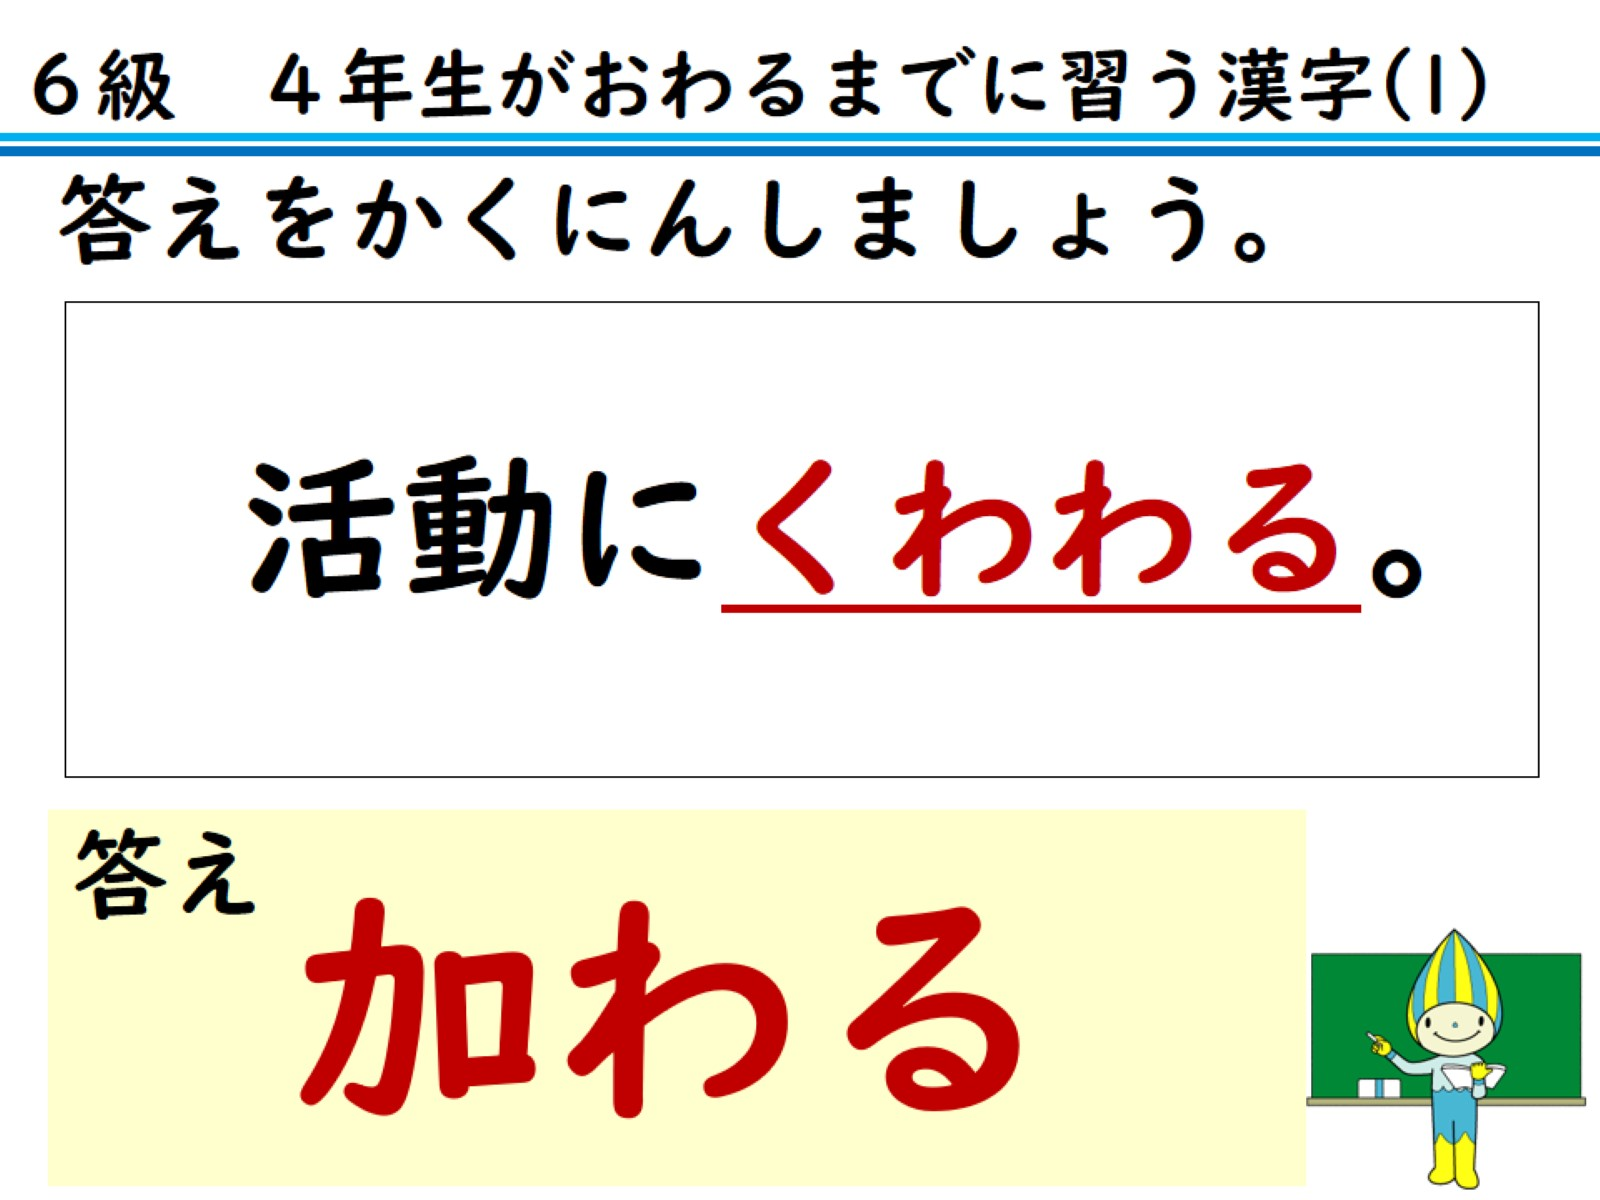 ６級　４年生がおわるまでに習う漢字(1)
答えをかくにんしましょう。
活動にくわわる。
答え
加わる